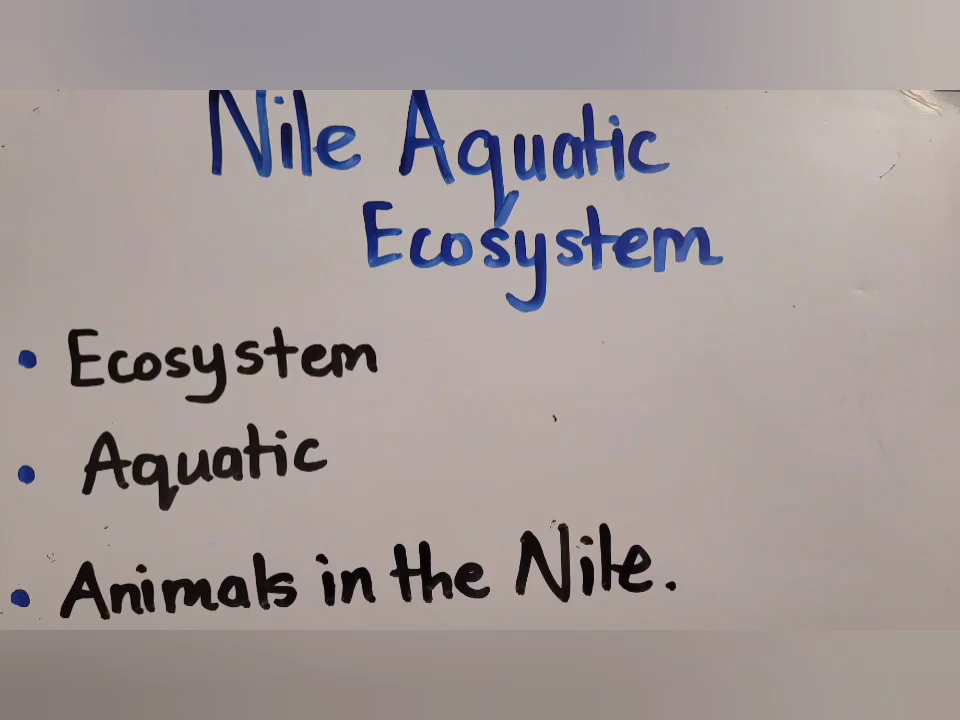 Nile Aquatic
Ecosystem
• Ecosystem
• Aquatic
• Animals in the Nile.